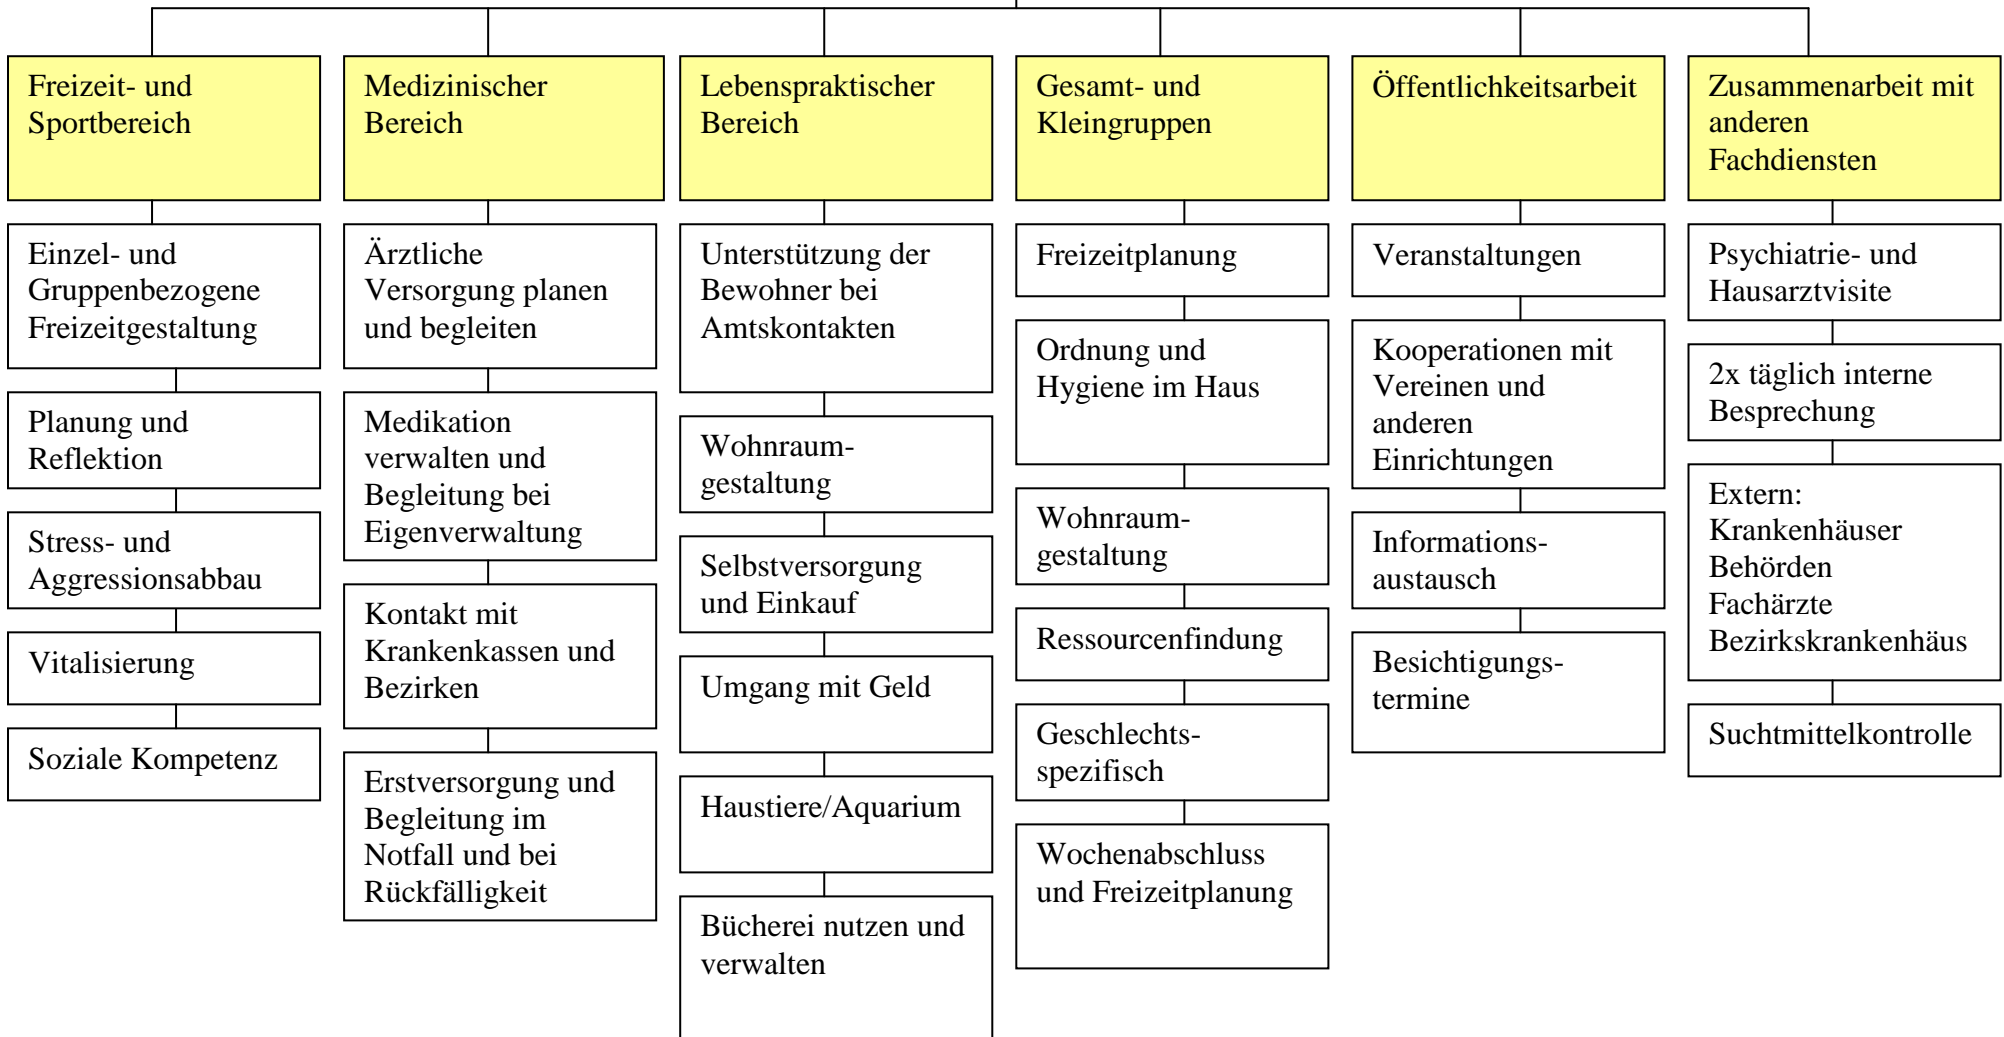 Freizeit- und
Sportbereich
Einzel- und
Gruppenbezogene
Freizeitgestaltung
Planung und
Reflektion
Stress- und
Aggressionsabbau
Vitalisierung
Soziale Kompetenz
Medizinischer
Bereich
Ärztliche
Versorgung planen
und begleiten
Medikation
verwalten und
Begleitung bei
Eigenverwaltung
Kontakt mit
Krankenkassen und
Bezirken
Erstversorgung und
Begleitung im
Notfall und bei
Rückfälligkeit
Lebenspraktischer
Bereich
Unterstützung der
Bewohner bei
Amtskontakten
Wohnraum-
gestaltung
Selbstversorgung
und Einkauf
Umgang mit Geld
Haustiere/Aquarium
Bücherei nutzen und
verwalten
Gesamt- und
Kleingruppen
Freizeitplanung
Ordnung und
Hygiene im Haus
Wohnraum-
gestaltung
Ressourcenfindung
Geschlechts-
spezifisch
Wochenabschluss
und Freizeitplanung
Öffentlichkeitsarbeit
Veranstaltungen
Kooperationen mit
Vereinen und
anderen
Einrichtungen
Informations-
austausch
Besichtigungs-
termine
Zusammenarbeit mit
anderen
Fachdiensten
Psychiatrie- und
Hausarztvisite
2x täglich interne
Besprechung
Extern:
Krankenhäuser
Behörden
Fachärzte
Bezirkskrankenhäus
Suchtmittelkontrolle